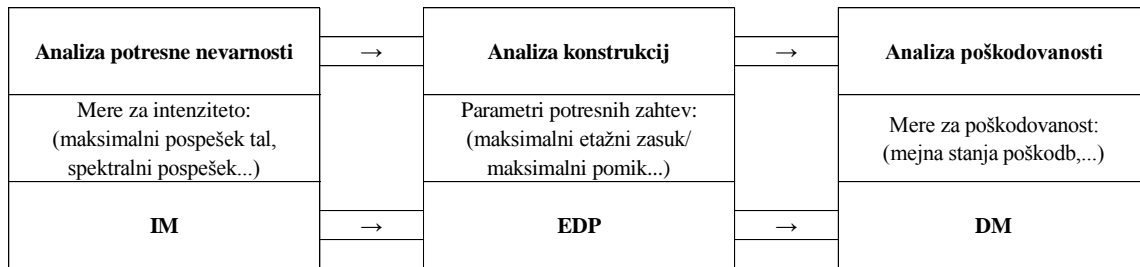 Analiza potresne nevarnosti → Analiza konstrukcij → Analiza poškodovanosti
Mere za intenziteto:
(maksimalni pospešek tal,
spektralni pospešek...)
Parametri potresnih zahtev:
(maksimalni etažni zasuk/
maksimalni pomik...)
Mere za poškodovanost:
(mejna stanja poškodb,...)
IM → EDP → DM